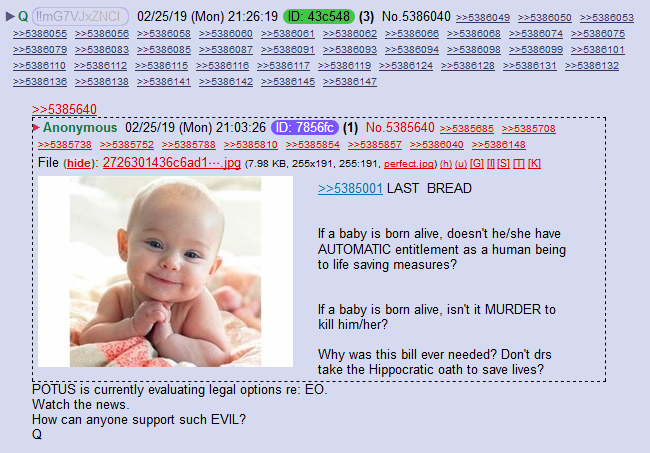 Q !!mG7VJxZNCI 02/25/19 (Mon) 21:26:19 ID: 43c548 (3) No.5386040 >>5386049 >>5386050 >>5386053
>>5386055 >>5386056 >>5386058 >>5386060 >>5386061 >>5386062 >>5386066 >>5386068 >>5386074 >>5386075
>>5386079 >>5386083 >>5386085 >>5386087 >>5386091 >>5386093 >>5386094 >>5386098 >>5386099 >>5386101
>>5386110 >>5386112 >>5386115 >>5386116 >>5386117 >>5386119 >>5386124 >>5386128 >>5386131 >>5386132
>>5386136 >>5386138 >>5386141 >>5386142 >>5386145 >>5386147
>>5385640
Anonymous 02/25/19 (Mon) 21:03:26 ID: 7856fc (1) No.5385640 >>5385685 >>5385708
>>5385738 >>5385752 >>5385788 >>5385810 >>5385854 >>5385857 >>5386040 >>5386148
File (hide): 2726301436c6ad1⋯.jpg (7.98 KB, 255x191, 255:191, perfect.jpg) (h) (u) [G] [I] [S] [T] [K]
>>5385001 LAST BREAD
If a baby is born alive, doesn't he/she have
AUTOMATIC entitlement as a human being
to life saving measures?
If a baby is born alive, isn't it MURDER to
kill him/her?
Why was this bill ever needed? Don't drs
take the Hippocratic oath to save lives?
POTUS is currently evaluating legal options re: EO.
Watch the news.
How can anyone support such EVIL?
Q